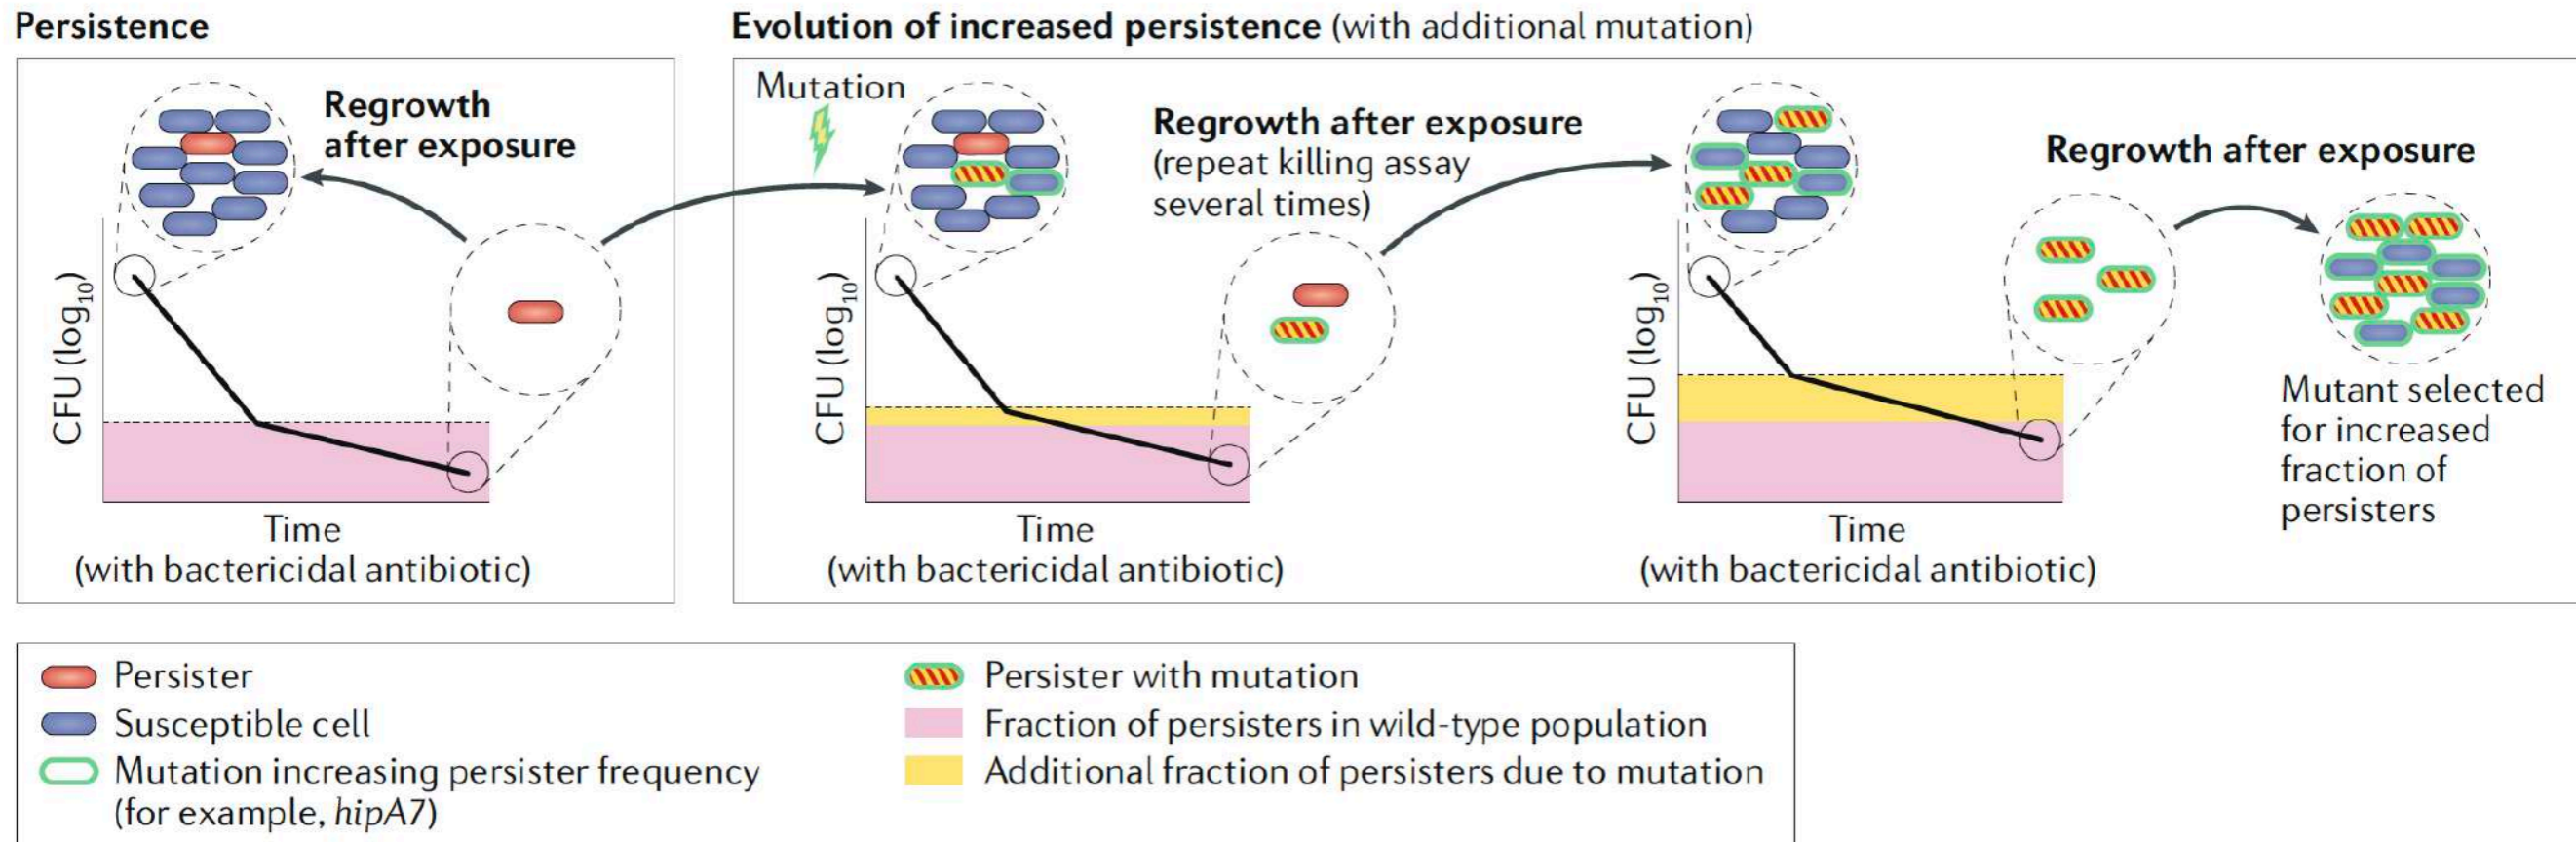 Persistence
Evolution of increased persistence (with additional mutation)
Regrowth
after exposure
CFU (log10)
Time
(with bactericidal antibiotic)
Mutation
Regrowth after exposure
(repeat killing assay
several times)
CFU (log10)
Time
(with bactericidal antibiotic)
Regrowth after exposure
CFU (log10)
Time
(with bactericidal antibiotic)
Mutant selected
for increased
fraction of
persisters
Persister
Susceptible cell
Mutation increasing persister frequency
(for example, hipA7)
Persister with mutation
Fraction of persisters in wild-type population
Additional fraction of persisters due to mutation